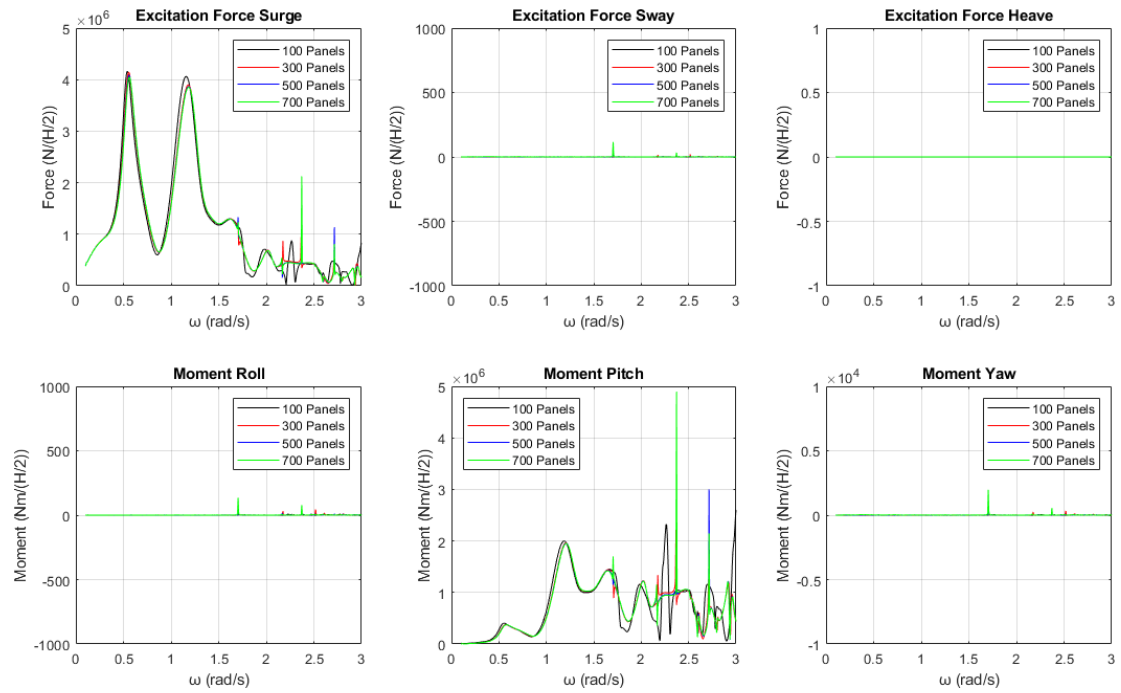 Excitation Force Surge
×10⁶
5
4
3
2
1
0
Force (N/(H/2))
0 0.5 1 1.5 2 2.5 3
ω (rad/s)
100 Panels
300 Panels
500 Panels
700 Panels
Excitation Force Sway
1000
500
0
-500
-1000
Force (N/(H/2))
0 0.5 1 1.5 2 2.5 3
ω (rad/s)
100 Panels
300 Panels
500 Panels
700 Panels
Excitation Force Heave
1
0.5
0
-0.5
-1
Force (N/(H/2))
0 0.5 1 1.5 2 2.5 3
ω (rad/s)
100 Panels
300 Panels
500 Panels
700 Panels
Moment Roll
1000
500
0
-500
-1000
Moment (Nm/(H/2))
0 0.5 1 1.5 2 2.5 3
ω (rad/s)
100 Panels
300 Panels
500 Panels
700 Panels
Moment Pitch
×10⁶
5
4
3
2
1
0
Moment (Nm/(H/2))
0 0.5 1 1.5 2 2.5 3
ω (rad/s)
100 Panels
300 Panels
500 Panels
700 Panels
Moment Yaw
×10⁴
1
0.5
0
-0.5
-1
Moment (Nm/(H/2))
0 0.5 1 1.5 2 2.5 3
ω (rad/s)
100 Panels
300 Panels
500 Panels
700 Panels